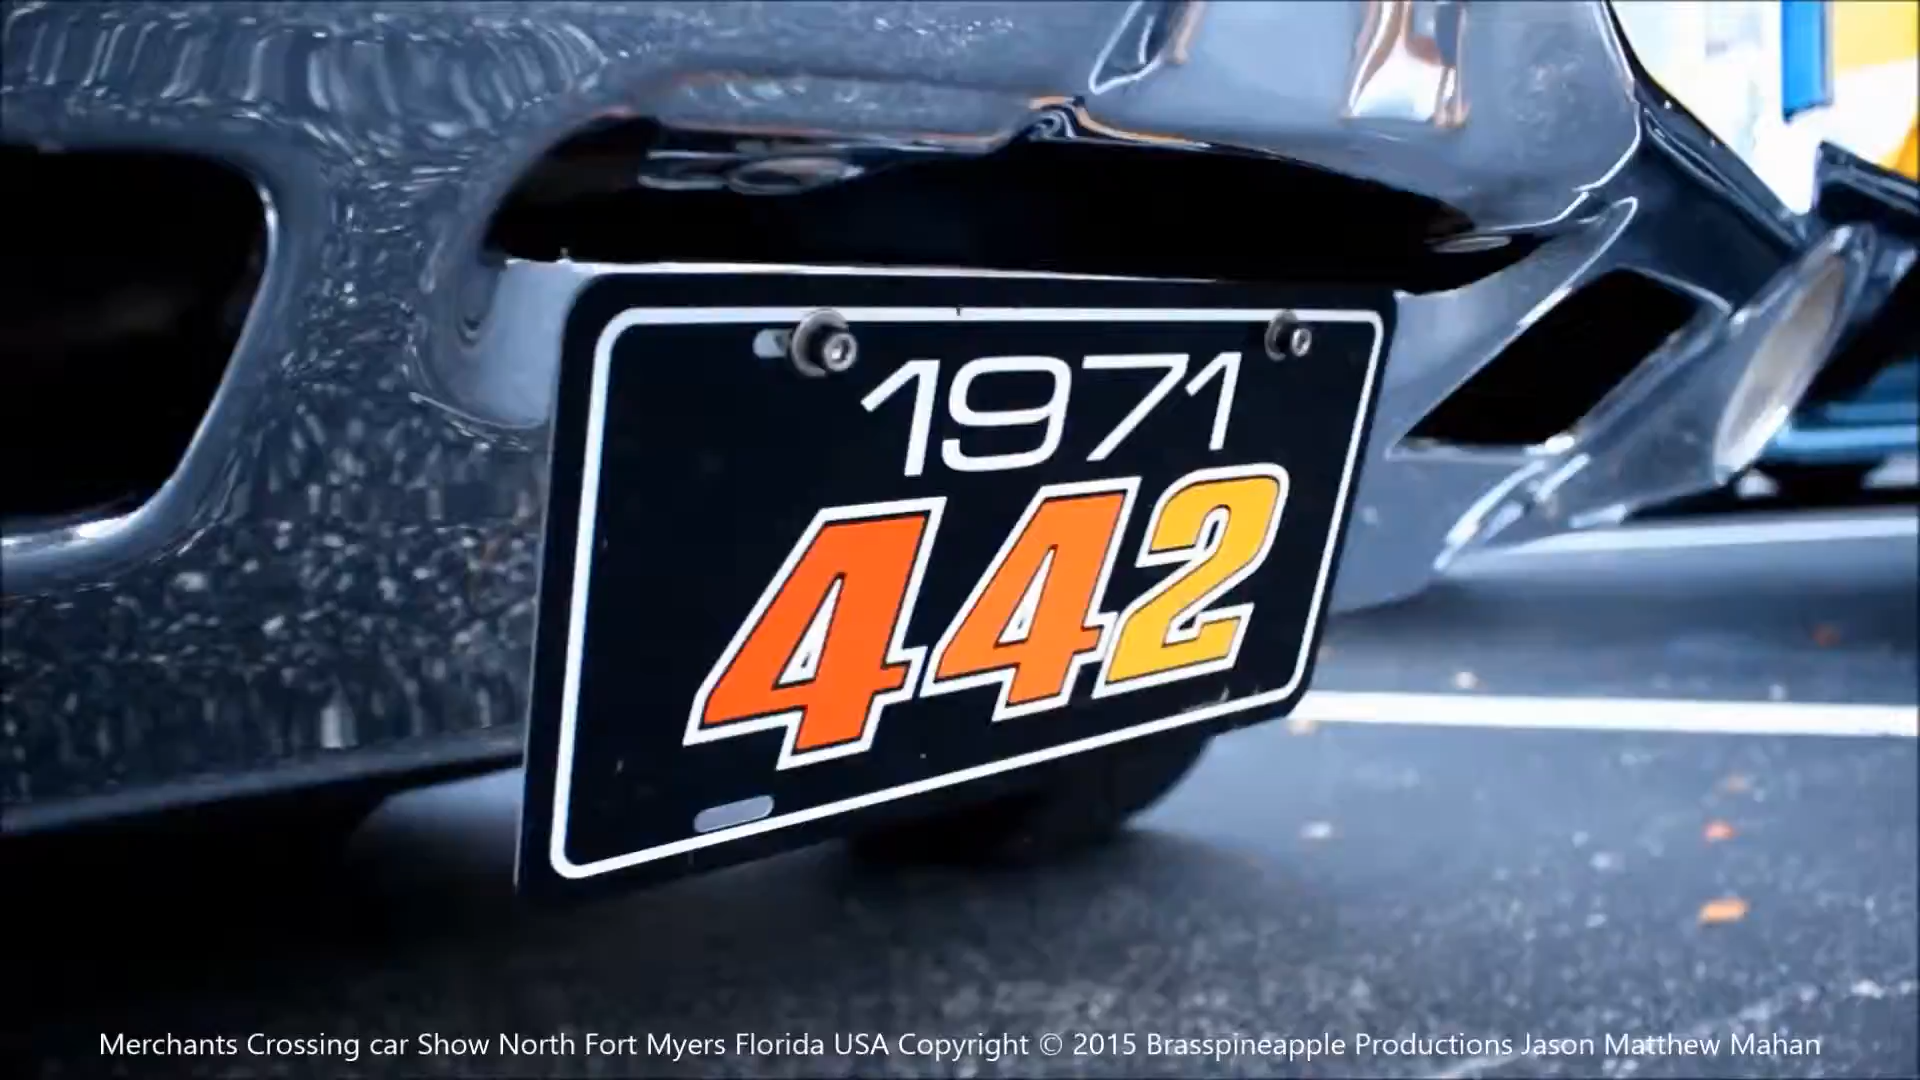 1971
442
Merchants Crossing car Show North Fort Myers Florida USA Copyright © 2015 Brasspineapple Productions Jason Matthew Mahan